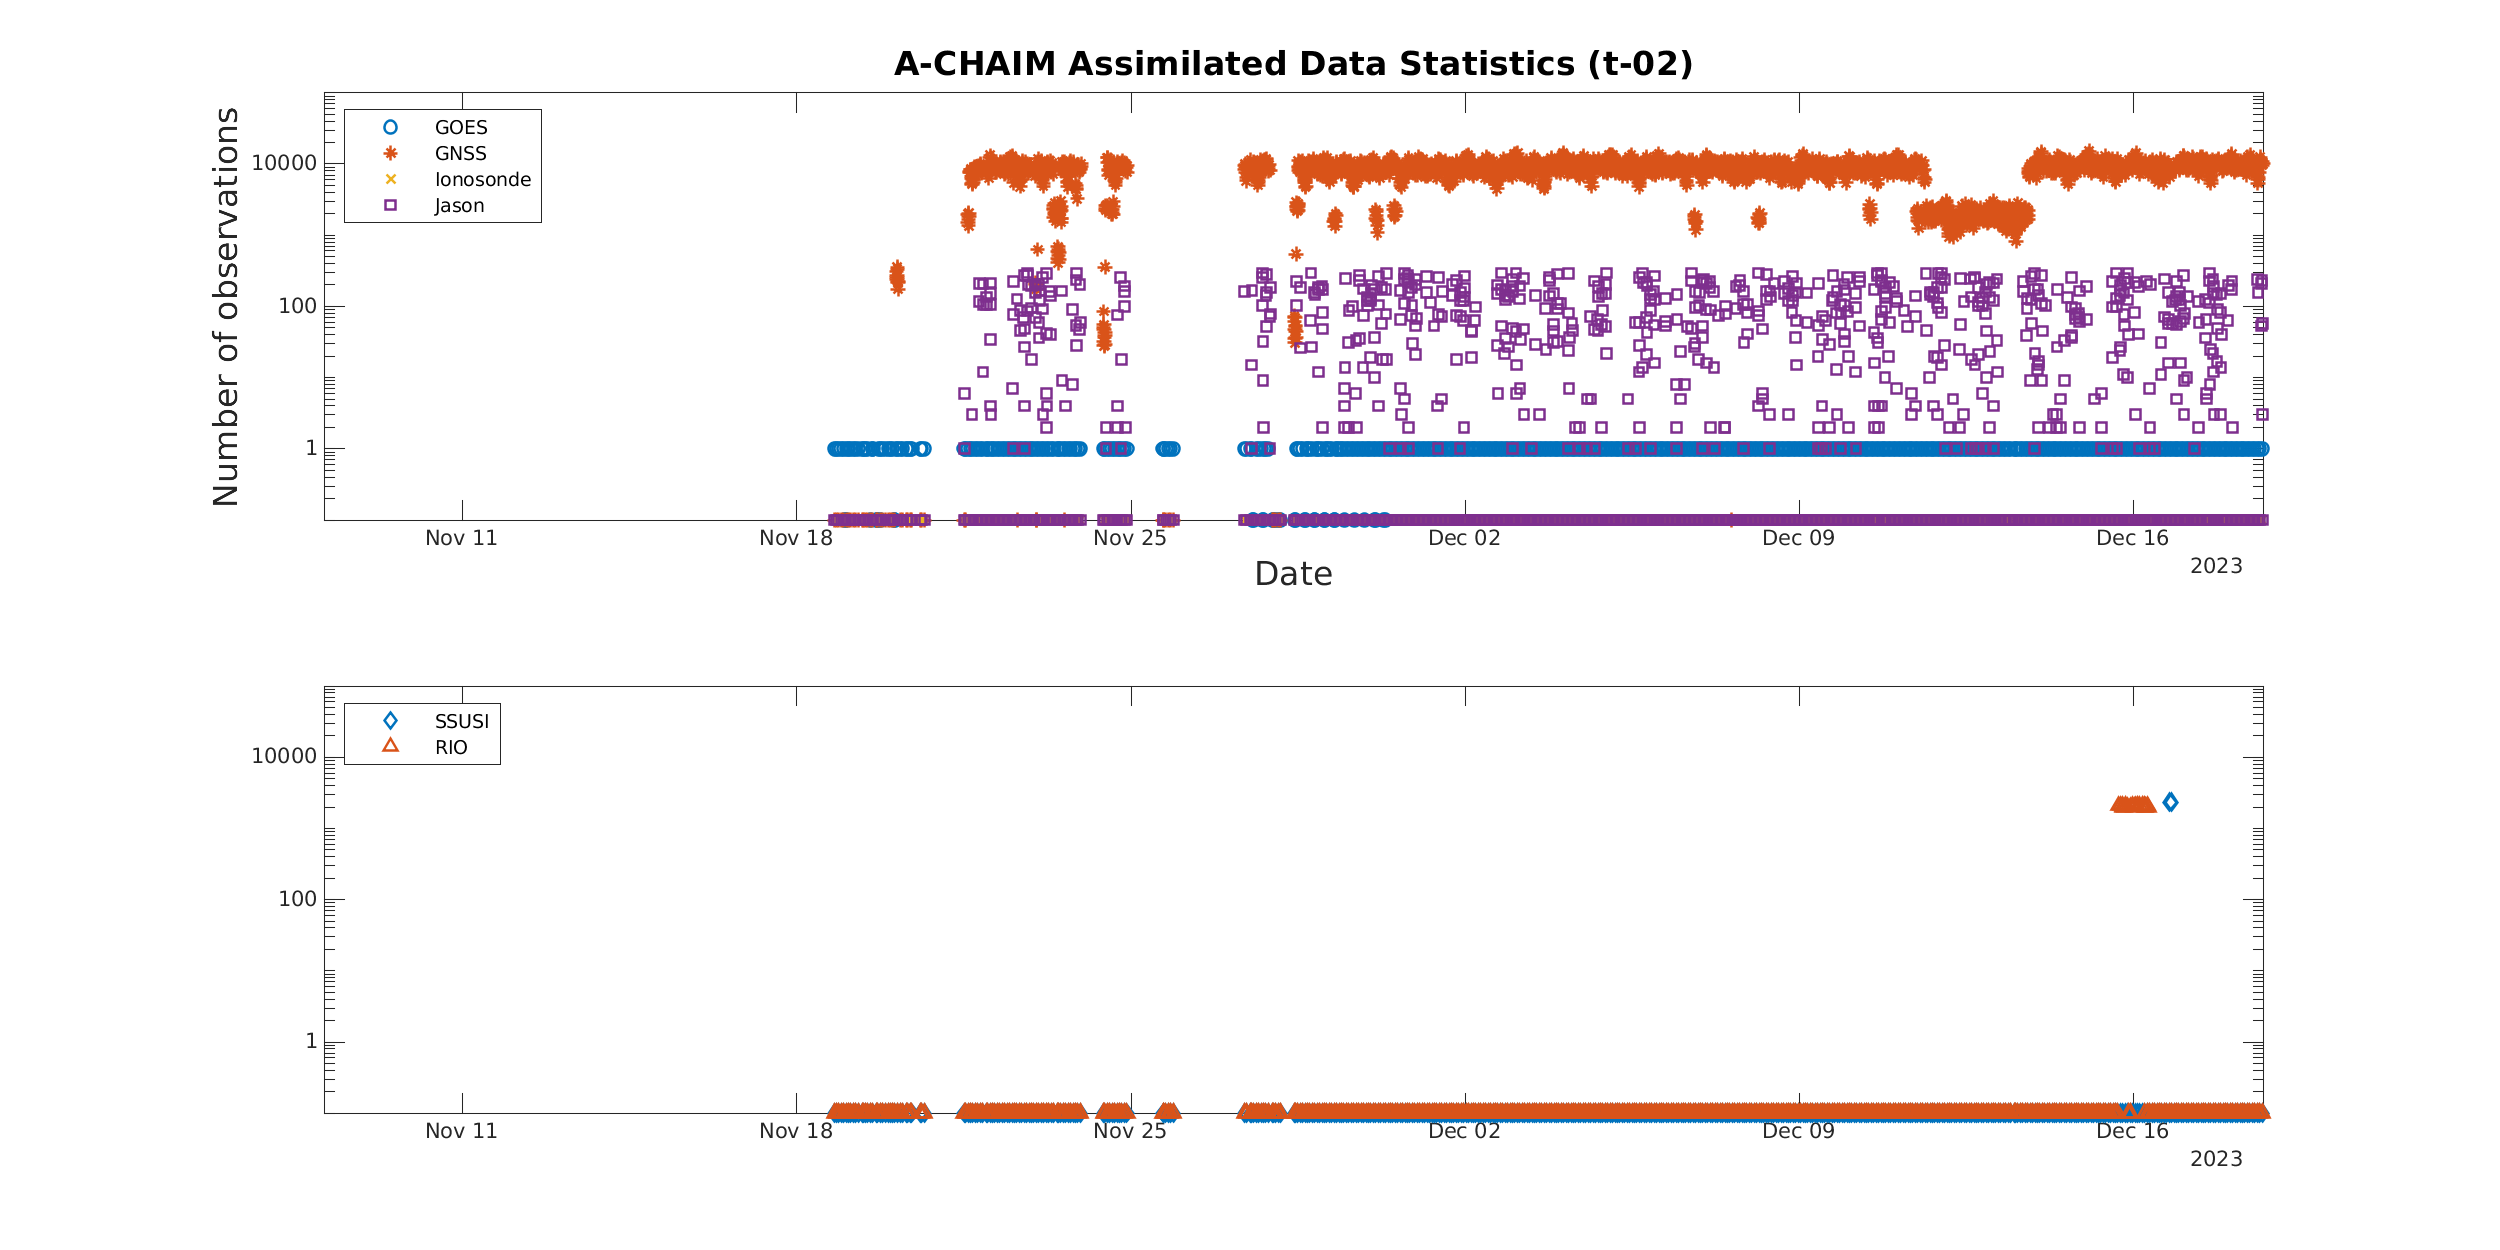 A-CHAIM Assimilated Data Statistics (t-02)
Number of observations
10000
100
1
GOES
GNSS
Ionosonde
Jason
Nov 11
Nov 18
Nov 25
Dec 02
Dec 09
Dec 16
2023
Date
10000
100
1
SSUSI
RIO
Nov 11
Nov 18
Nov 25
Dec 02
Dec 09
Dec 16
2023